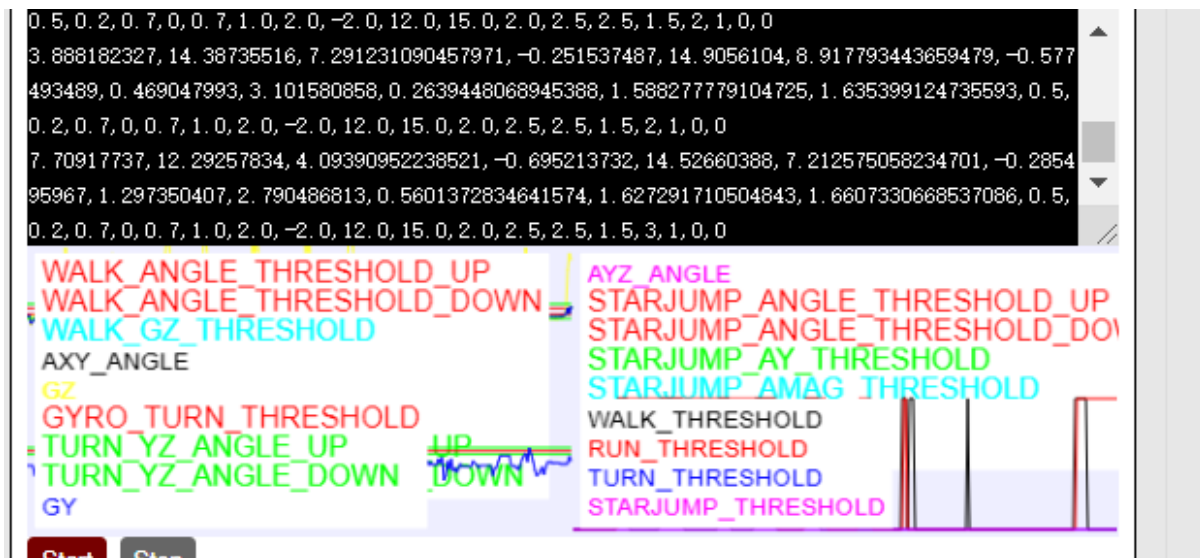 0.5,0.2,0.7,0,0.7,1.0,2.0,-2.0,12.0,15.0,2.0,2.5,2.5,1.5,2,1,0,0
3.888182327,14.38735516,7.291231090457971,-0.251537487,14.9056104,8.917793443659479,-0.577
493489,0.469047993,3.101580858,0.2639448068945388,1.588277779104725,1.635399124735593,0.5,
0.2,0.7,0,0.7,1.0,2.0,-2.0,12.0,15.0,2.0,2.5,2.5,1.5,2,1,0,0
7.70917737,12.29257834,4.09390952238521,-0.695213732,14.52660388,7.212575058234701,-0.2854
95967,1.297350407,2.790486813,0.5601372834641574,1.627291710504843,1.6607330668537086,0.5,
0.2,0.7,0,0.7,1.0,2.0,-2.0,12.0,15.0,2.0,2.5,2.5,1.5,3,1,0,0
WALK_ANGLE_THRESHOLD_UP
WALK_ANGLE_THRESHOLD_DOWN
WALK_GZ_THRESHOLD
AXY_ANGLE
GZ
GYRO_TURN_THRESHOLD
TURN_YZ_ANGLE_UP _UP
TURN_YZ_ANGLE_DOWN _DOWN
GY
AYZ_ANGLE
STARJUMP_ANGLE_THRESHOLD_UP
STARJUMP_ANGLE_THRESHOLD_DOW
STARJUMP_AY_THRESHOLD
STARJUMP_AMAG_THRESHOLD
WALK_THRESHOLD
RUN_THRESHOLD
TURN_THRESHOLD
STARJUMP_THRESHOLD
Start Stop